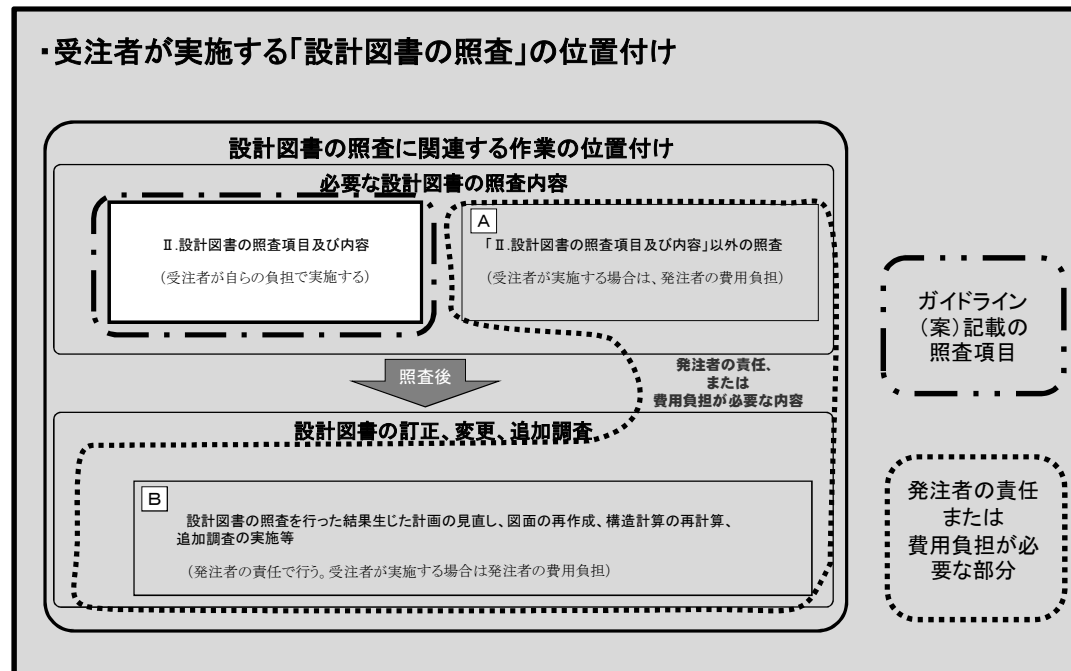 ・受注者が実施する｢設計図書の照査｣の位置付け
設計図書の照査に関連する作業の位置付け
必要な設計図書の照査内容
Ⅱ.設計図書の照査項目及び内容
(受注者が自らの負担で実施する)
A
｢Ⅱ.設計図書の照査項目及び内容｣以外の照査
(受注者が実施する場合は、発注者の費用負担)
照査後
発注者の責任、
または
費用負担が必要な内容
設計図書の訂正、変更、追加調査
B
設計図書の照査を行った結果生じた計画の見直し、図面の再作成、構造計算の再計算、
追加調査の実施等
(発注者の責任で行う。受注者が実施する場合は発注者の費用負担)
ガイドライン
(案)記載の
照査項目
発注者の責任
または
費用負担が必
要な部分